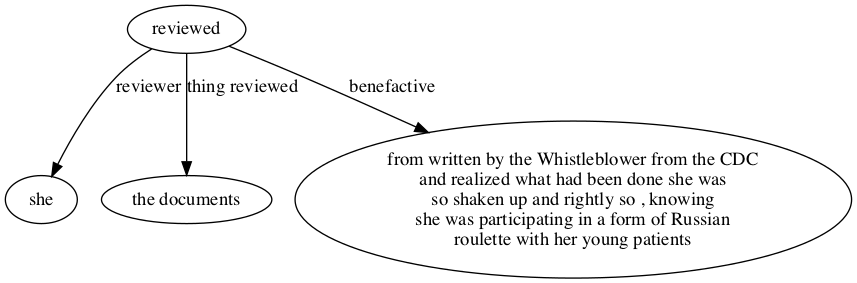 reviewed
reviewer
thing reviewed
benefactive
she
the documents
from written by the Whistleblower from the CDC
and realized what had been done she was
so shaken up and rightly so , knowing
she was participating in a form of Russian
roulette with her young patients